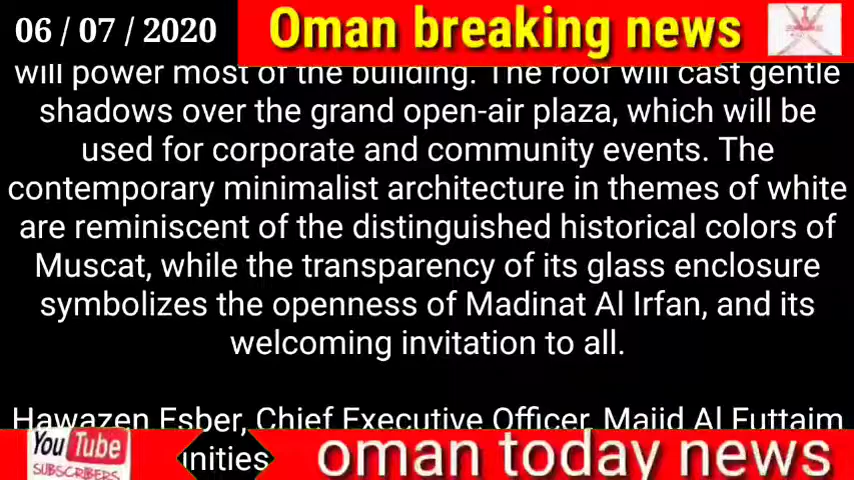 06 / 07 / 2020
Oman breaking news
will power most of the building. The roof will cast gentle
shadows over the grand open-air plaza, which will be
used for corporate and community events. The
contemporary minimalist architecture in themes of white
are reminiscent of the distinguished historical colors of
Muscat, while the transparency of its glass enclosure
symbolizes the openness of Madinat Al Irfan, and its
welcoming invitation to all.
Hawazen Esber, Chief Executive Officer, Majid Al Futtaim
You Tube
SUBSCRIBERS
inities
oman today news